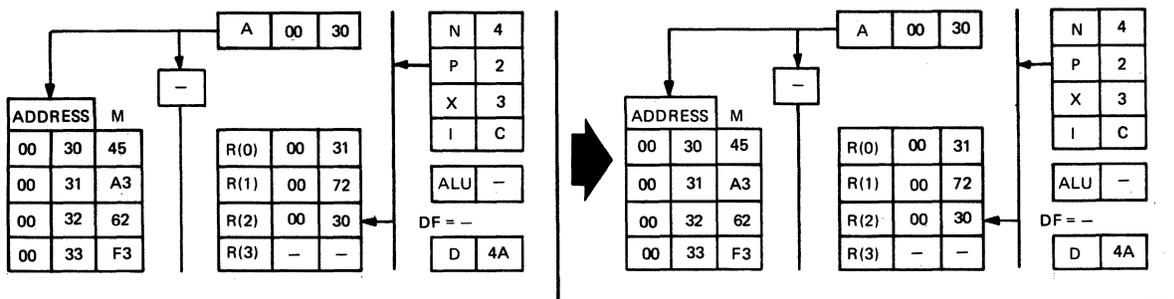 A 00 30
N 4
P 2
–
X 3
ADDRESS M
I C
00 30 45
R(0) 00 31
00 31 A3
R(1) 00 72
ALU –
00 32 62
R(2) 00 30
DF = –
00 33 F3
R(3) – –
D 4A
A 00 30
N 4
P 2
–
X 3
ADDRESS M
I C
00 30 45
R(0) 00 31
00 31 A3
R(1) 00 72
ALU –
00 32 62
R(2) 00 30
DF = –
00 33 F3
R(3) – –
D 4A